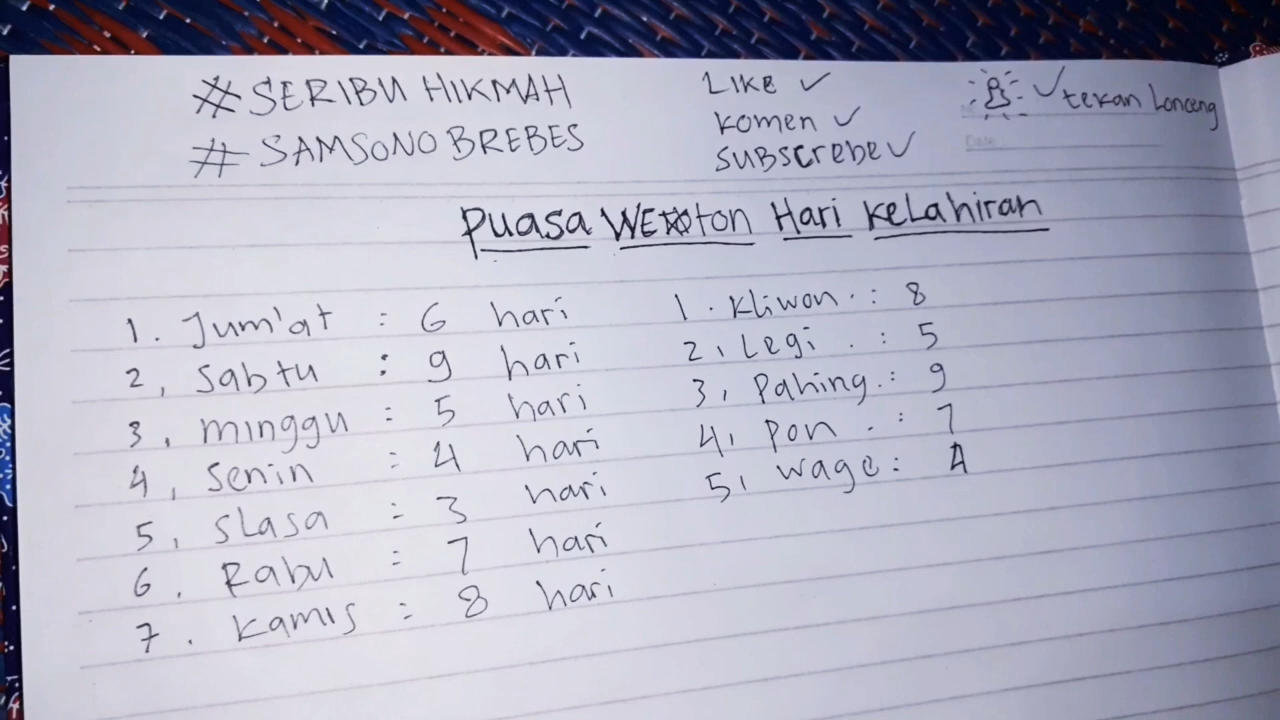 #SERIBU HIKMAH
#SAMSONO BREBES
LIKE ✓
Komen ✓
SUBScrebe ✓
✓ tekan Lonceng
Date
Puasa WEton Hari KeLahiran
1. Jum'at : 6 hari
2, Sabtu : 9 hari
3, minggu : 5 hari
4, Senin : 4 hari
5, SLasa : 3 hari
6. Rabu : 7 hari
7. Kamis : 8 hari
1. Kliwon. : 8
2, Legi . : 5
3, Pahing. : 9
4, Pon . : 7
5, Wage : 4